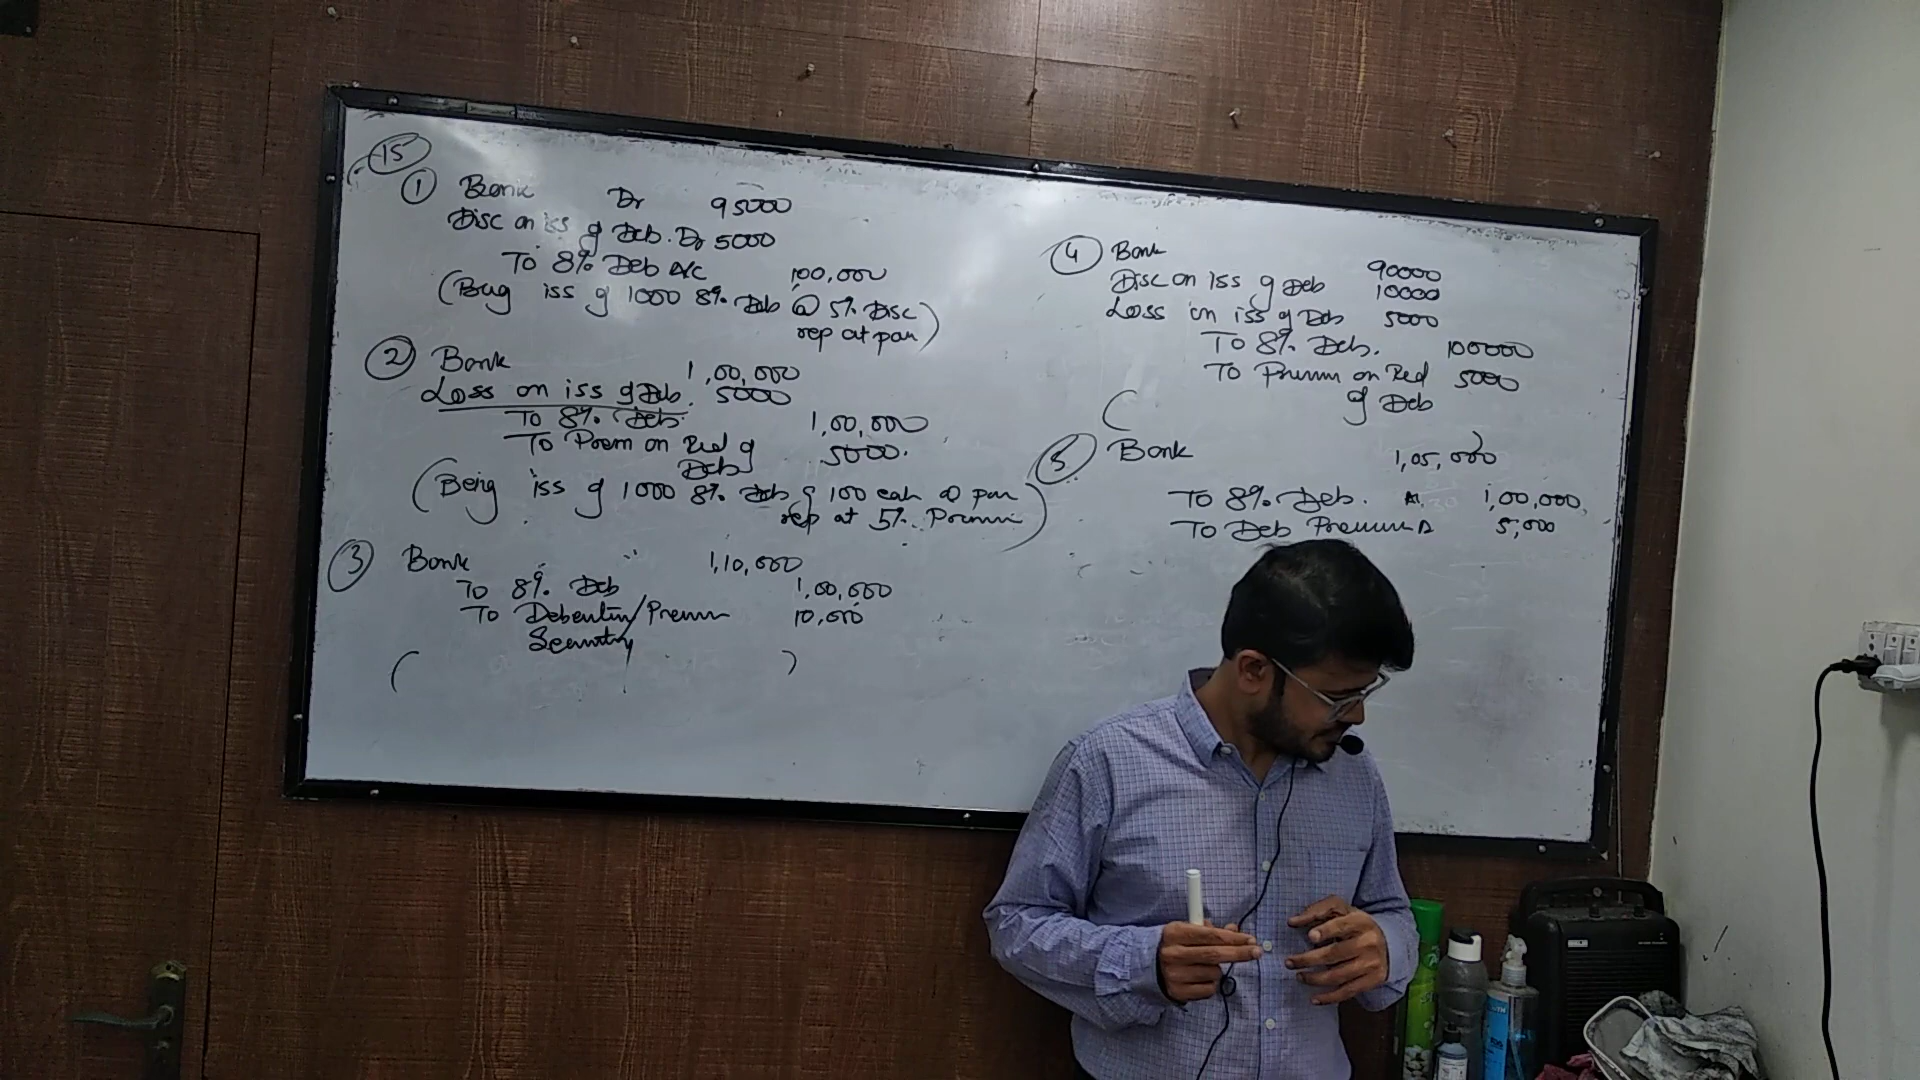 15
1 Bank Dr 95000
Disc on iss of Deb. Dr 5000
To 8% Deb A/C 100,000
(Beg iss of 1000 8% Deb @ 5% Disc
rep at par)
2 Bank 1,00,000
Loss on iss of Deb. 5000
To 8% Deb. 1,00,000
To Prem on Red of 5000.
Deb
(Being iss of 1000 8% Deb of 100 each @ par
rep at 5% Premium)
3 Bank 1,10,000
To 8% Deb 1,00,000
To Debenture/Premium 10,000
Security
( )
4 Bank 90000
Disc on iss of Deb 10000
Loss on iss of Deb 5000
To 8% Deb. 100000
To Premium on Red 5000
of Deb
( )
5 Bank 1,05,000
To 8% Deb. 1,00,000
To Deb Premium 5,000